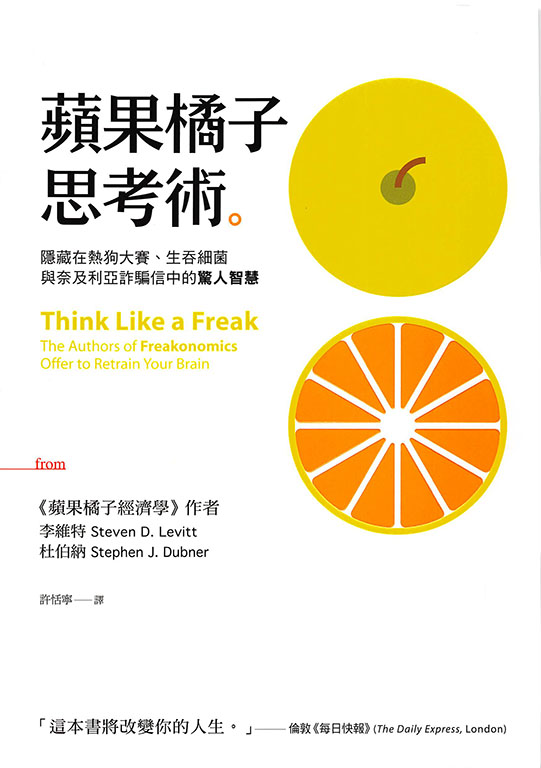 蘋果橘子
思考術。
隱藏在熱狗大賽、生吞細菌
與奈及利亞詐騙信中的驚人智慧
Think Like a Freak
The Authors of Freakonomics
Offer to Retrain Your Brain
from
《蘋果橘子經濟學》作者
李維特 Steven D. Levitt
杜伯納 Stephen J. Dubner
許恬寧——譯
「這本書將改變你的人生。」——倫敦《每日快報》(The Daily Express, London)